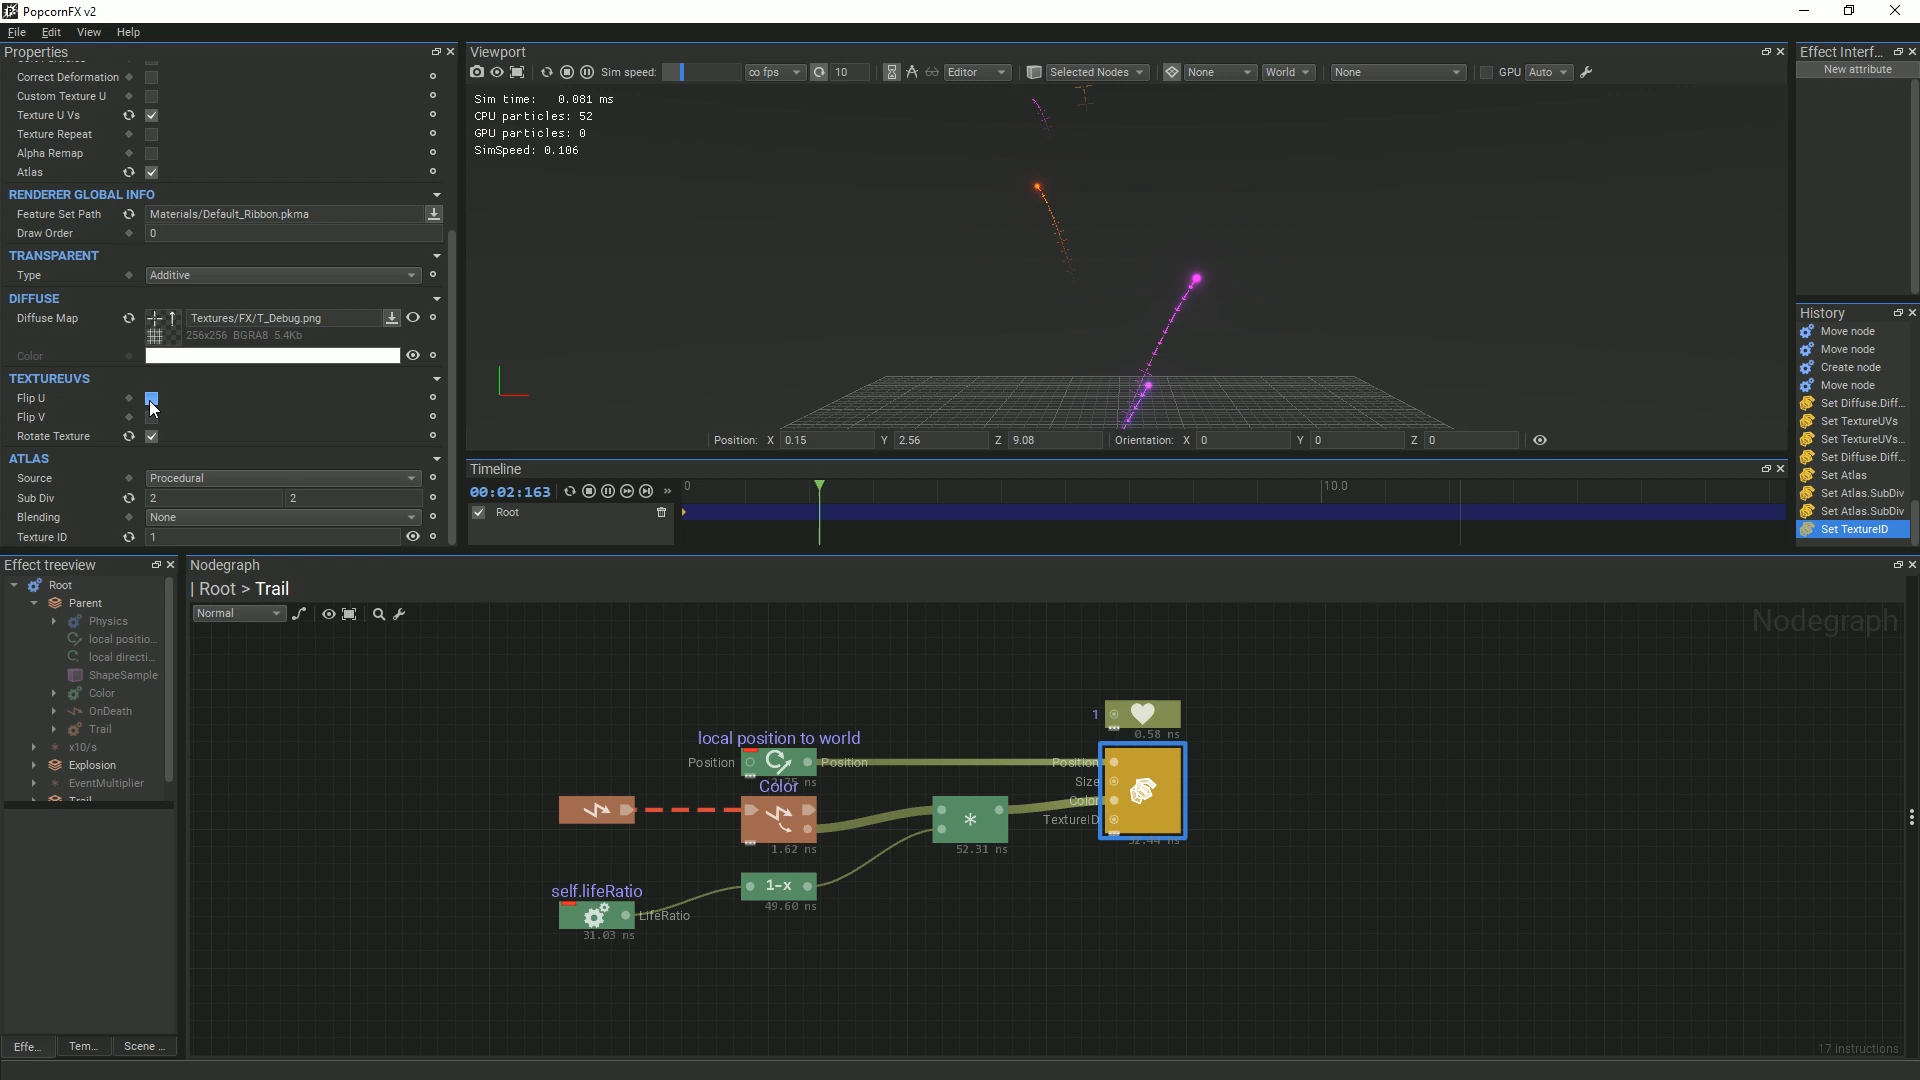 PopcornFX v2
File Edit View Help
Properties
Correct Deformation
Custom Texture U
Texture U Vs
Texture Repeat
Alpha Remap
Atlas
RENDERER GLOBAL INFO
Feature Set Path Materials/Default_Ribbon.pkma
Draw Order 0
TRANSPARENT
Type Additive
DIFFUSE
Diffuse Map Textures/FX/T_Debug.png
256x256 BGRA8 5.4Kb
Color
TEXTUREUVS
Flip U
Flip V
Rotate Texture
ATLAS
Source Procedural
Sub Div 2 2
Blending None
Texture ID 1
Viewport
Sim speed: ∞ fps 10 Editor Selected Nodes None World None GPU Auto
Sim time: 0.081 ms
CPU particles: 52
GPU particles: 0
SimSpeed: 0.106
Position: X 0.15 Y 2.56 Z 9.08 Orientation: X 0 Y 0 Z 0
Timeline
00:02:163 » 0 10.0
Root
Effect Interf...
New attribute
History
Move node
Move node
Create node
Move node
Set Diffuse.Diff...
Set TextureUVs
Set TextureUVs...
Set Diffuse.Diff...
Set Atlas
Set Atlas.SubDiv
Set Atlas.SubDiv
Set TextureID
Effect treeview
Root
Parent
Physics
local positio...
local directi...
ShapeSample
Color
OnDeath
Trail
x10/s
Explosion
EventMultiplier
Trail
Effe... Tem... Scene ...
Nodegraph
| Root > Trail
Normal
Nodegraph
1
0.58 ns
local position to world
Position Position
Color
1.62 ns
*
52.31 ns
Position
Size
Color
TextureID
self.lifeRatio
LifeRatio
31.03 ns
1-x
49.60 ns
17 instructions